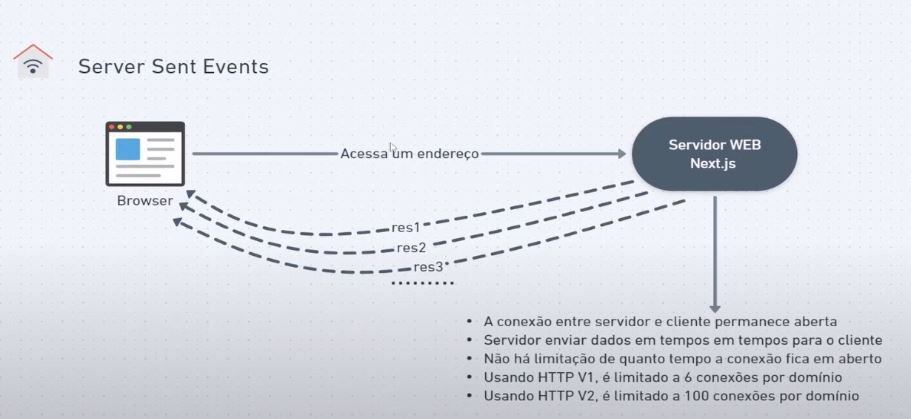 Server Sent Events
Acessa um endereço
Servidor WEB
Next.js
Browser
res1
res2
res3
• A conexão entre servidor e cliente permanece aberta
• Servidor enviar dados em tempos em tempos para o cliente
• Não há limitação de quanto tempo a conexão fica em aberto
• Usando HTTP V1, é limitado a 6 conexões por domínio
• Usando HTTP V2, é limitado a 100 conexões por domínio